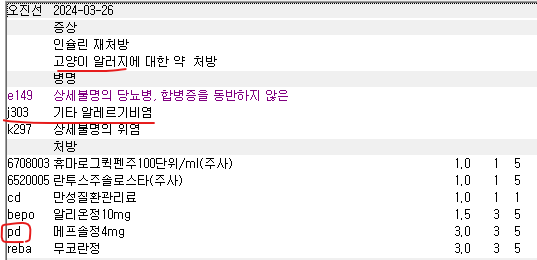 오진선 2024-03-26
증상
인슐린 재처방
고양이 알러지에 대한 약 처방
병명
e149 상세불명의 당뇨병, 합병증을 동반하지 않은
j303 기타 알레르기비염
k297 상세불명의 위염
처방
6708003 휴마로그퀵펜주100단위/ml(주사) 1.0 1 5
6520005 란투스주솔로스타(주사) 1.0 1 5
cd 만성질환관리료 1.0 1 1
bepo 알리온정10mg 1.5 3 5
pd 메프솔정4mg 3.0 3 5
reba 무코란정 3.0 3 5